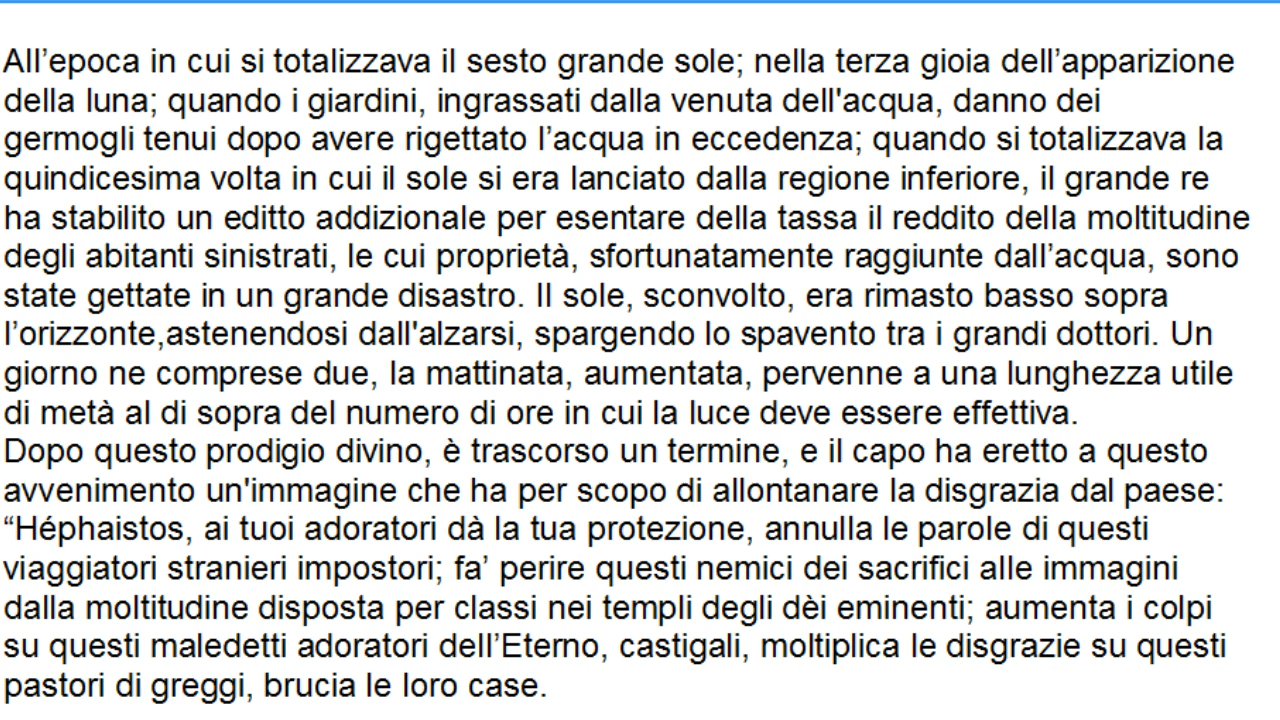 All’epoca in cui si totalizzava il sesto grande sole; nella terza gioia dell’apparizione
della luna; quando i giardini, ingrassati dalla venuta dell'acqua, danno dei
germogli tenui dopo avere rigettato l’acqua in eccedenza; quando si totalizzava la
quindicesima volta in cui il sole si era lanciato dalla regione inferiore, il grande re
ha stabilito un editto addizionale per esentare della tassa il reddito della moltitudine
degli abitanti sinistrati, le cui proprietà, sfortunatamente raggiunte dall’acqua, sono
state gettate in un grande disastro. Il sole, sconvolto, era rimasto basso sopra
l’orizzonte,astenendosi dall'alzarsi, spargendo lo spavento tra i grandi dottori. Un
giorno ne comprese due, la mattinata, aumentata, pervenne a una lunghezza utile
di metà al di sopra del numero di ore in cui la luce deve essere effettiva.
Dopo questo prodigio divino, è trascorso un termine, e il capo ha eretto a questo
avvenimento un'immagine che ha per scopo di allontanare la disgrazia dal paese:
“Héphaistos, ai tuoi adoratori dà la tua protezione, annulla le parole di questi
viaggiatori stranieri impostori; fa’ perire questi nemici dei sacrifici alle immagini
dalla moltitudine disposta per classi nei templi degli dèi eminenti; aumenta i colpi
su questi maledetti adoratori dell’Eterno, castigali, moltiplica le disgrazie su questi
pastori di greggi, brucia le loro case.